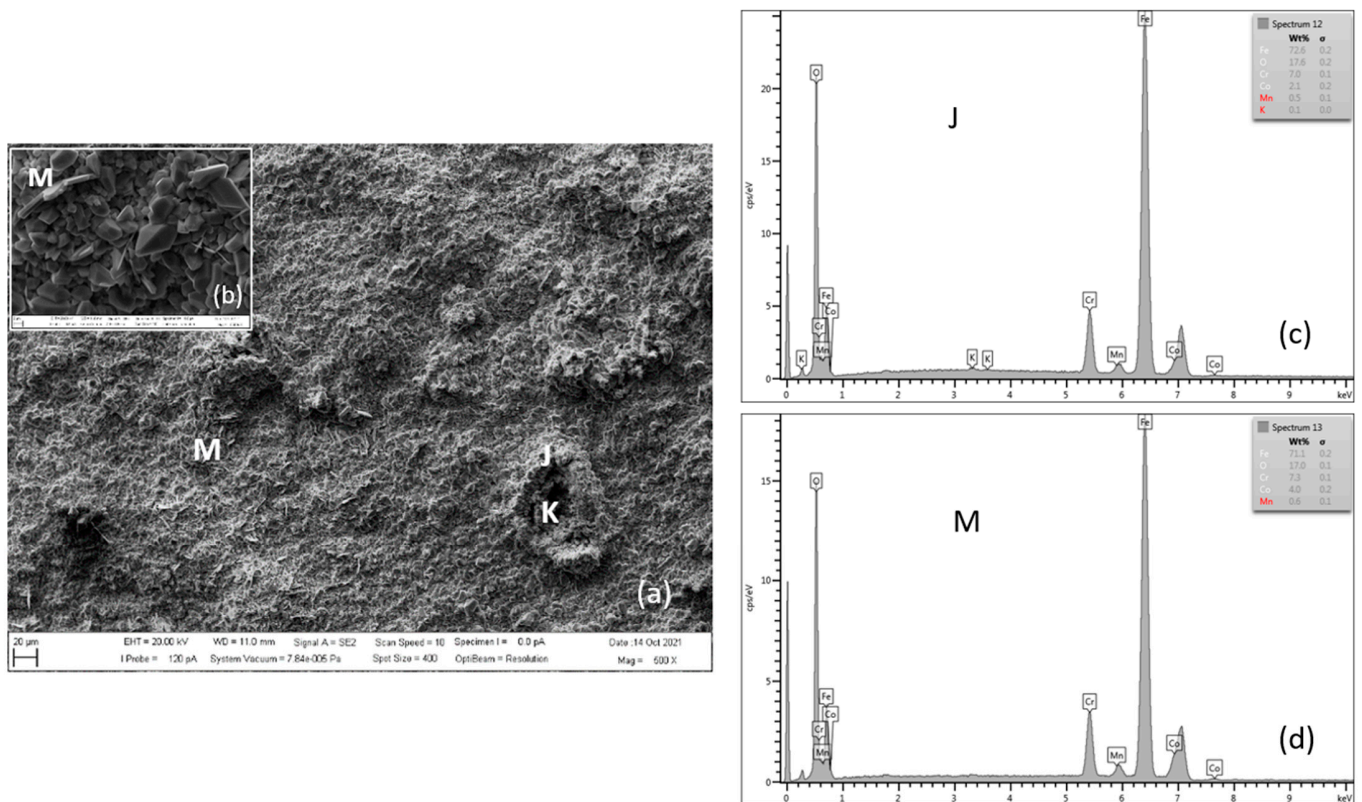 M
(b)
M
J
K
(a)
20 µm
EHT = 20.00 kV WD = 11.0 mm Signal A = SE2 Scan Speed = 10 Specimen I = 0.0 pA Date :14 Oct 2021
I Probe = 120 pA System Vacuum = 7.84e-005 Pa Spot Size = 400 OptiBeam = Resolution Mag = 600 X
Spectrum 12
Wt% σ
Fe 72.6 0.2
O 17.6 0.2
Cr 7.0 0.1
Co 2.1 0.2
Mn 0.5 0.1
K 0.1 0.0
Fe
O
J
20
15
cps/eV
10
5
0
Fe
Co
Cr
Mn
K
K
K
Cr
Mn
Co
Co
(c)
0 1 2 3 4 5 6 7 8 9 keV
Spectrum 13
Wt% σ
Fe 71.1 0.2
O 17.0 0.1
Cr 7.3 0.1
Co 4.0 0.2
Mn 0.6 0.1
Fe
O
M
15
cps/eV
10
5
0
Fe
Co
Cr
Mn
Cr
Mn
Co
Co
(d)
0 1 2 3 4 5 6 7 8 9 keV